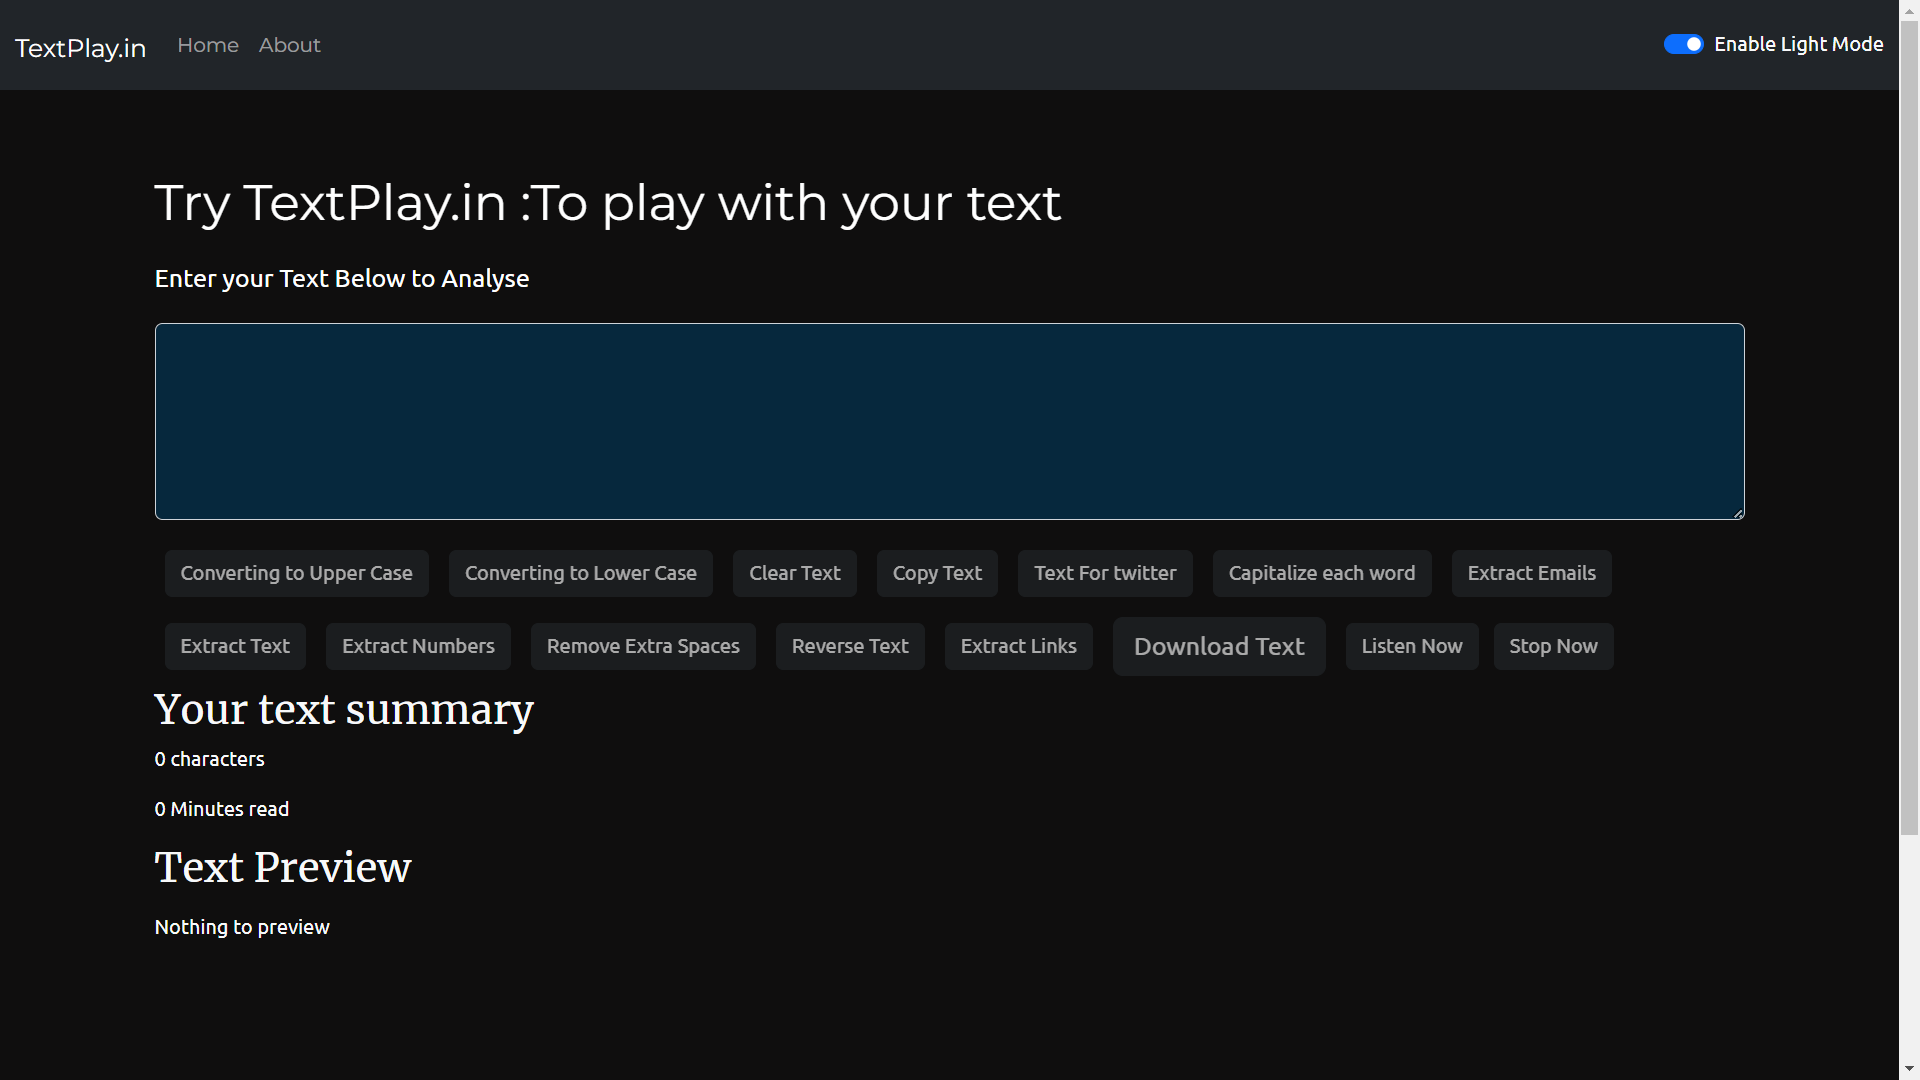 TextPlay.in Home About Enable Light Mode
Try TextPlay.in :To play with your text
Enter your Text Below to Analyse
Converting to Upper Case Converting to Lower Case Clear Text Copy Text Text For twitter Capitalize each word Extract Emails
Extract Text Extract Numbers Remove Extra Spaces Reverse Text Extract Links Download Text Listen Now Stop Now
Your text summary
0 characters
0 Minutes read
Text Preview
Nothing to preview